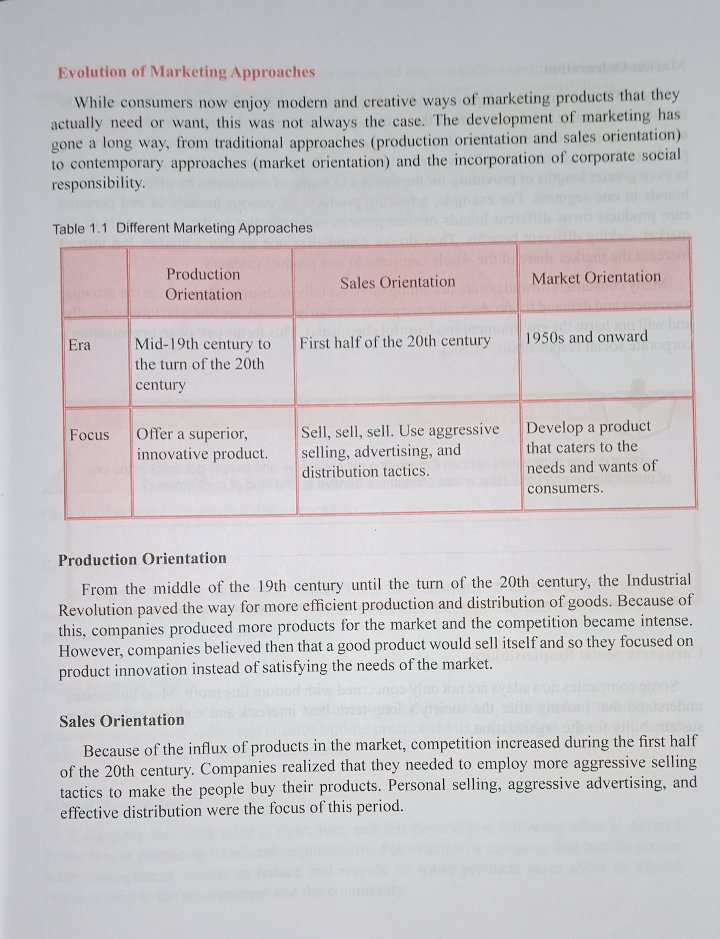 Evolution of Marketing Approaches
While consumers now enjoy modern and creative ways of marketing products that they
actually need or want, this was not always the case. The development of marketing has
gone a long way, from traditional approaches (production orientation and sales orientation)
to contemporary approaches (market orientation) and the incorporation of corporate social
responsibility.
Table 1.1 Different Marketing Approaches
Production
Orientation
Sales Orientation
Market Orientation
Era
Mid-19th century to
the turn of the 20th
century
First half of the 20th century
1950s and onward
Focus
Offer a superior,
innovative product.
Sell, sell, sell. Use aggressive
selling, advertising, and
distribution tactics.
Develop a product
that caters to the
needs and wants of
consumers.
Production Orientation
From the middle of the 19th century until the turn of the 20th century, the Industrial
Revolution paved the way for more efficient production and distribution of goods. Because of
this, companies produced more products for the market and the competition became intense.
However, companies believed then that a good product would sell itself and so they focused on
product innovation instead of satisfying the needs of the market.
Sales Orientation
Because of the influx of products in the market, competition increased during the first half
of the 20th century. Companies realized that they needed to employ more aggressive selling
tactics to make the people buy their products. Personal selling, aggressive advertising, and
effective distribution were the focus of this period.